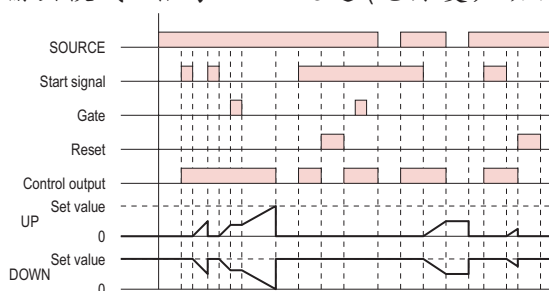 SOURCE
Start signal
Gate
Reset
Control output
Set value
UP
0
Set value
DOWN
0